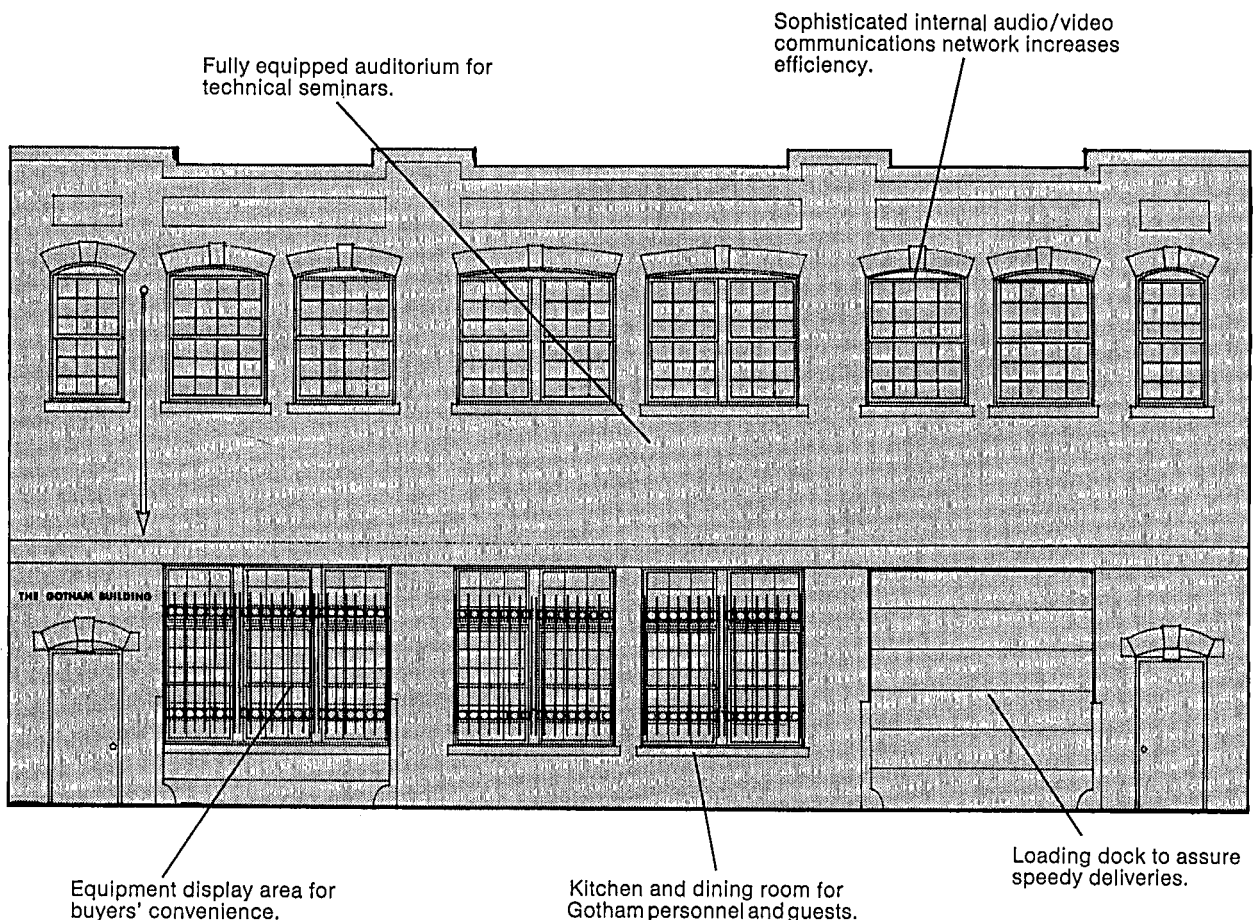 Sophisticated internal audio/video
communications network increases
efficiency.
Fully equipped auditorium for
technical seminars.
THE GOTHAM BUILDING
Equipment display area for
buyers' convenience.
Kitchen and dining room for
Gotham personnel and guests.
Loading dock to assure
speedy deliveries.